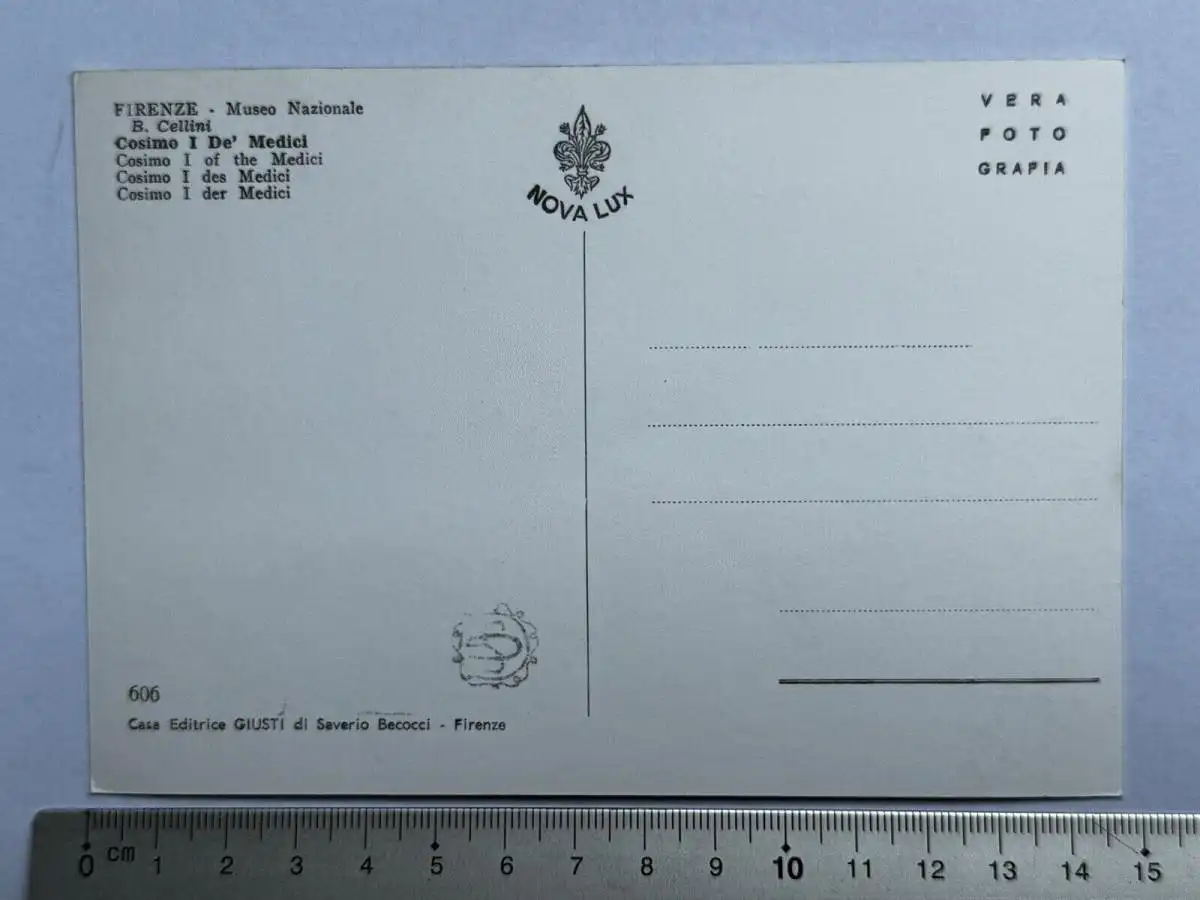 FIRENZE - Museo Nazionale
B. Cellini
Cosimo I De' Medici
Cosimo I of the Medici
Cosimo I des Medici
Cosimo I der Medici
NOVA LUX
VERA
FOTO
GRAFIA
606
Casa Editrice GIUSTI di Saverio Becocci - Firenze
0 cm 1 2 3 4 5 6 7 8 9 10 11 12 13 14 15